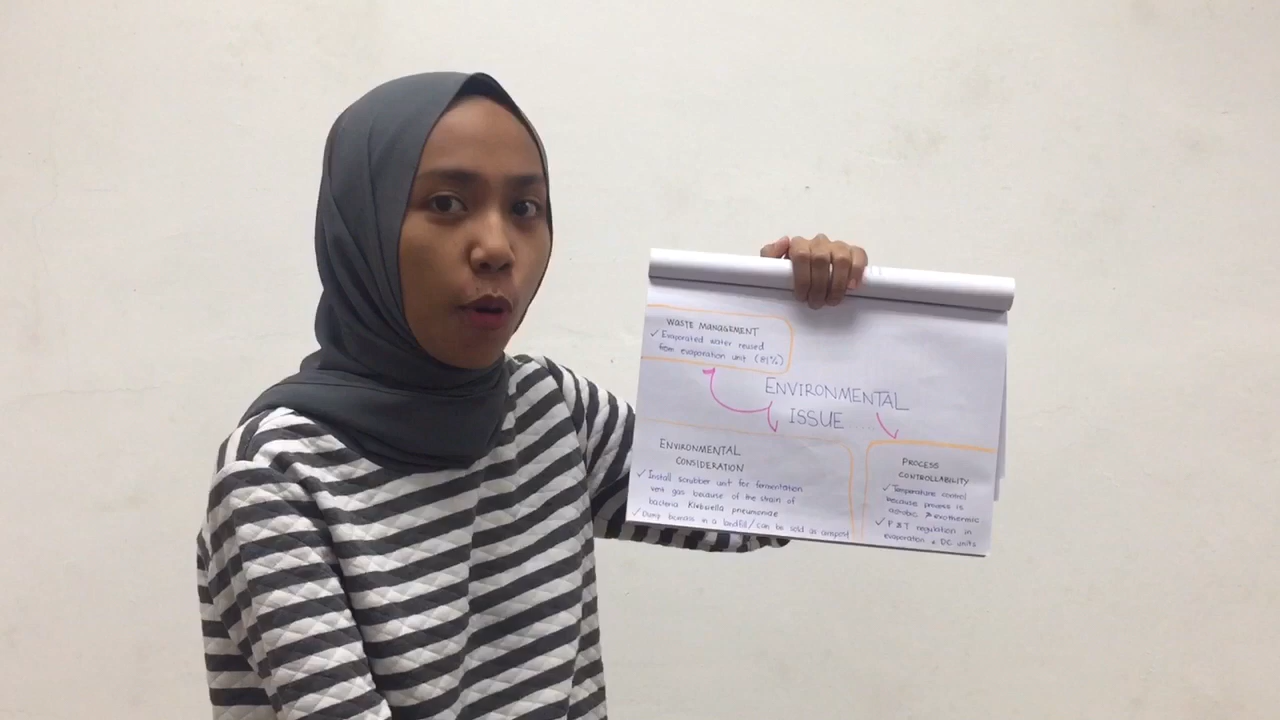 WASTE MANAGEMENT
✓ Evaporated water reused
from evaporation unit (81%)
ENVIRONMENTAL
ISSUE
ENVIRONMENTAL
CONSIDERATION
✓ Install scrubber unit for fermentation
vent gas because of the strain of
bacteria Klebsiella pneumoniae
✓ Dump biomass in a landfill/can be sold as compost
PROCESS
CONTROLLABILITY
✓ Temperature control
because process is
aerobic & exothermic
✓ P & T regulation in
evaporation & DC units